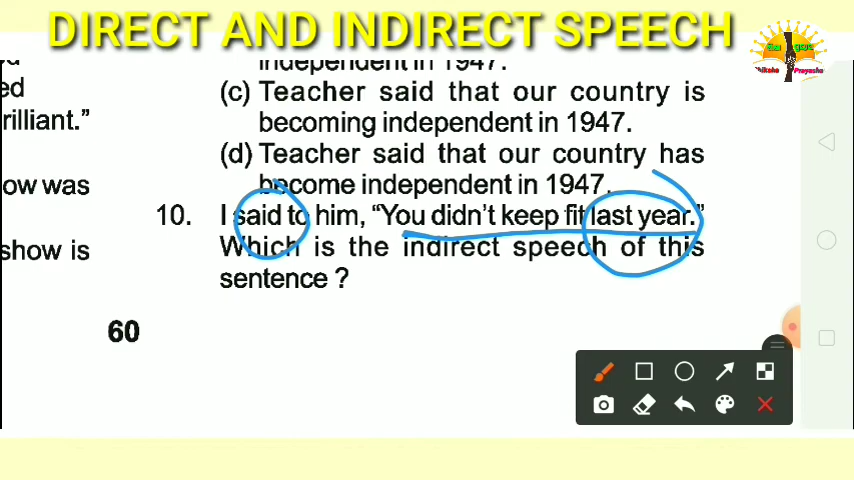 DIRECT AND INDIRECT SPEECH
independent in 1947.
(c) Teacher said that our country is
becoming independent in 1947.
(d) Teacher said that our country has
become independent in 1947.
10. I said to him, “You didn’t keep fit last year.”
Which is the indirect speech of this
sentence ?
60
ed
rilliant.”
ow was
show is
Prayasha